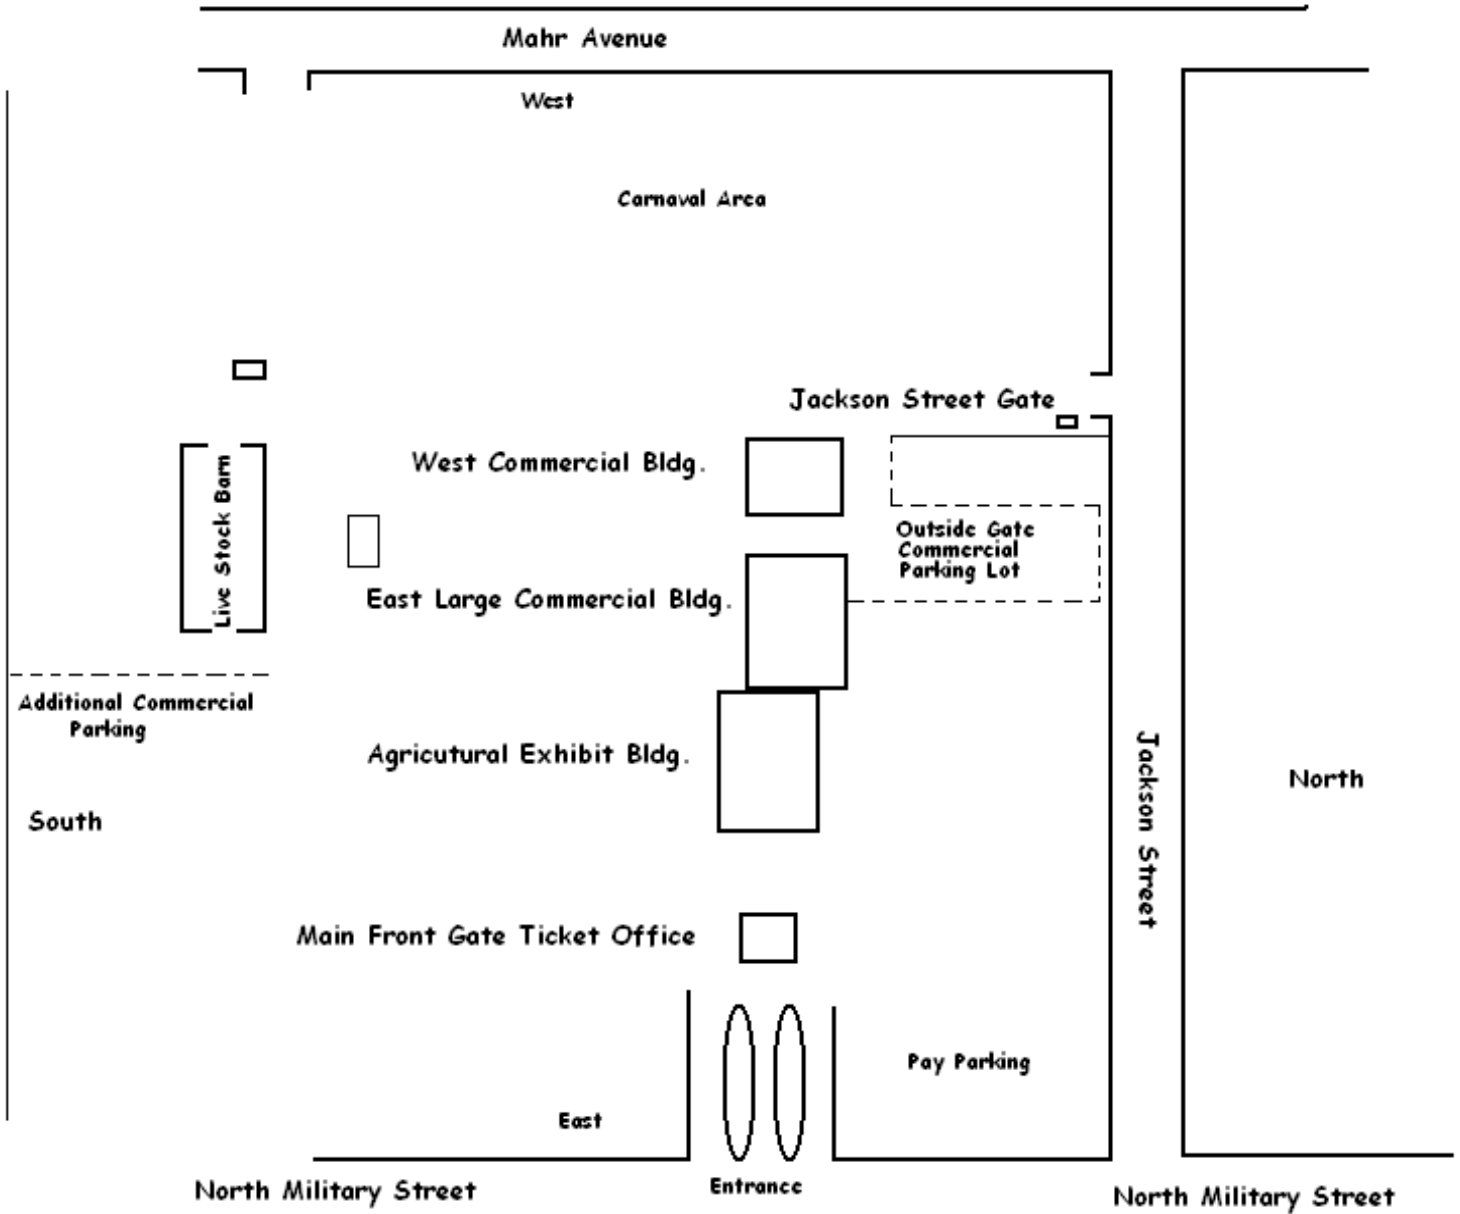 Mahr Avenue
West
Carnaval Area
Jackson Street Gate
West Commercial Bldg.
Live Stock Barn
Outside Gate
Commercial
Parking Lot
East Large Commercial Bldg.
Additional Commercial
Parking
Agricutural Exhibit Bldg.
Jackson Street
North
South
Main Front Gate Ticket Office
Pay Parking
East
North Military Street
Entrance
North Military Street